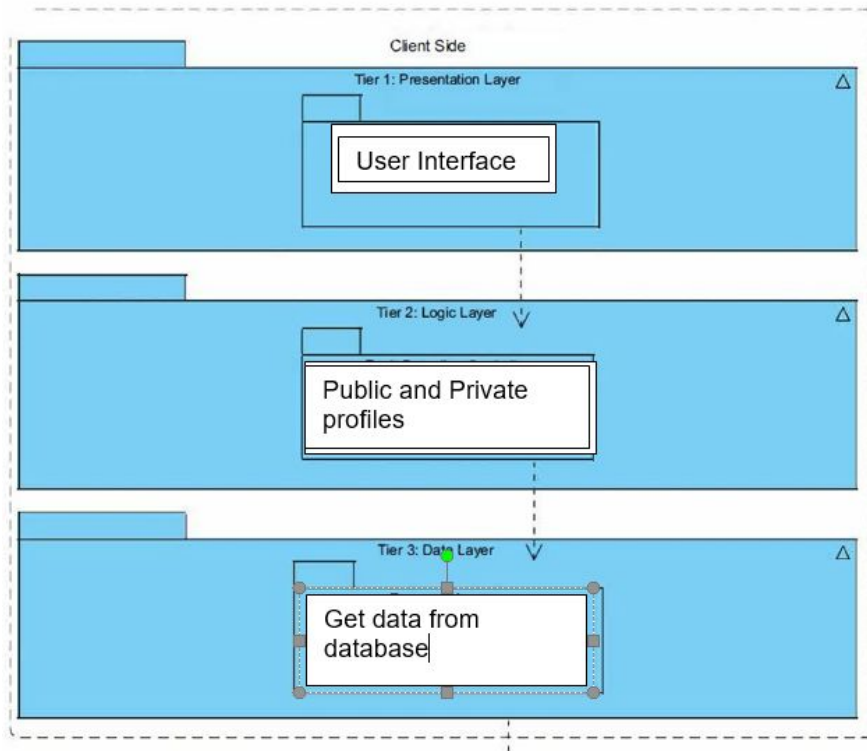 Client Side
Tier 1: Presentation Layer
User Interface
Tier 2: Logic Layer
Public and Private
profiles
Tier 3: Data Layer
Get data from
database